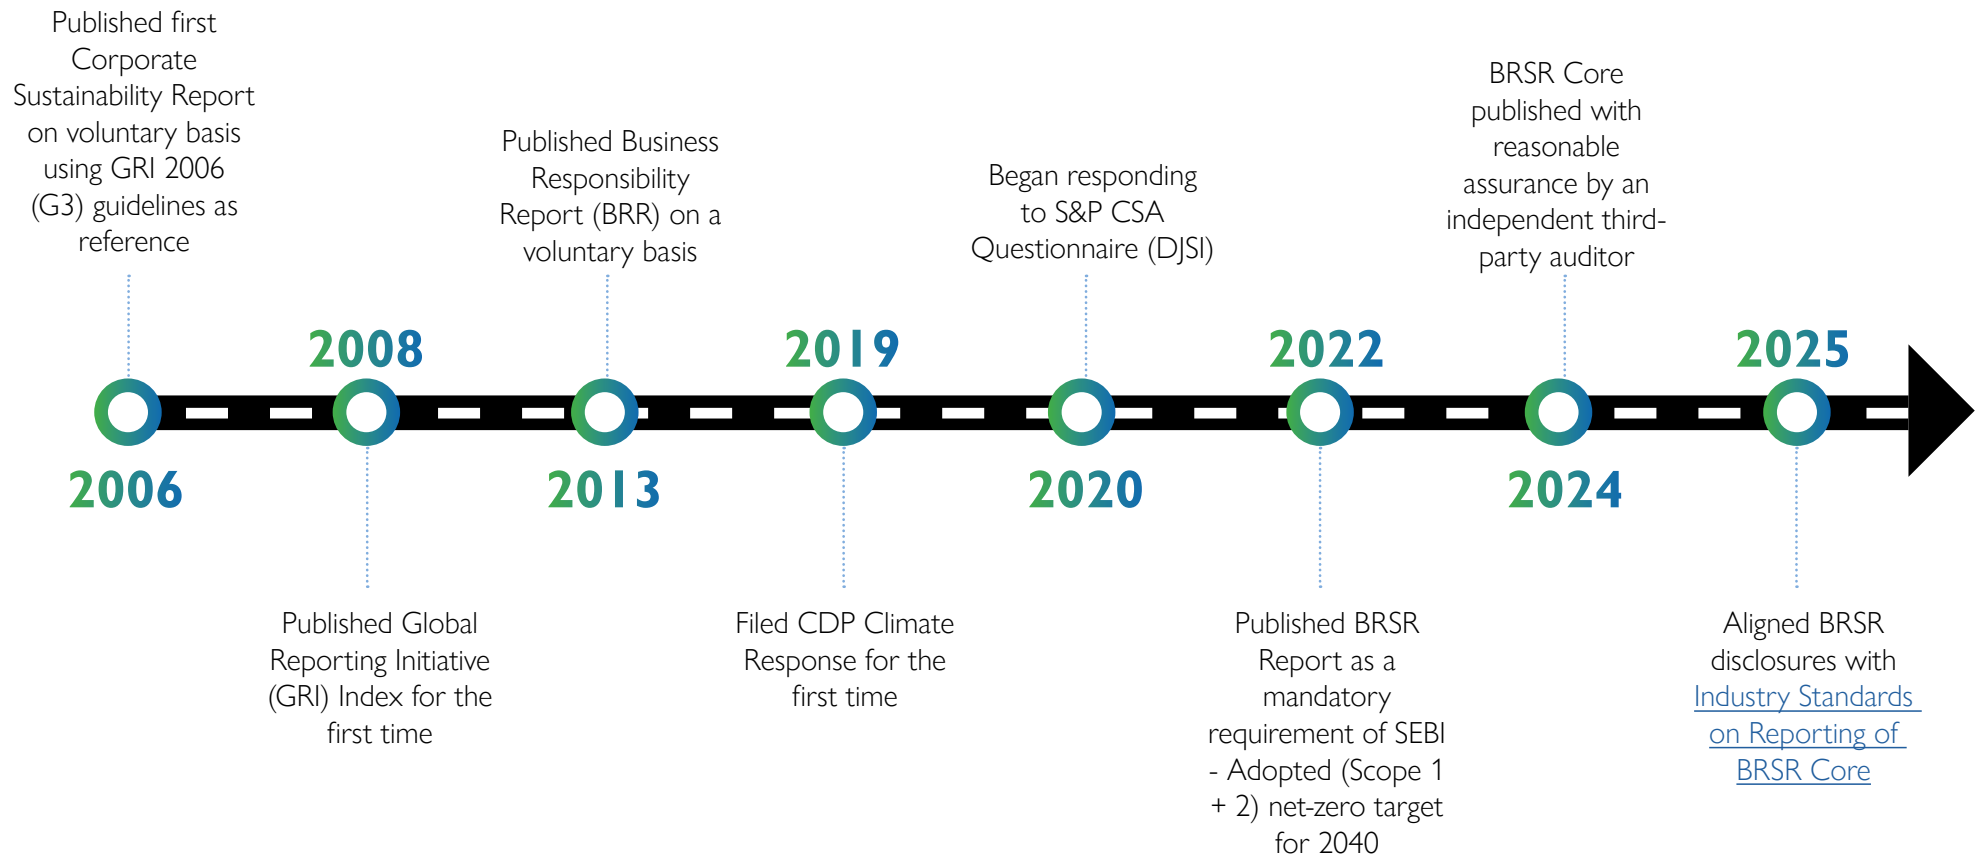 Published first
Corporate
Sustainability Report
on voluntary basis
using GRI 2006
(G3) guidelines as
reference
2006
2008
Published Global
Reporting Initiative
(GRI) Index for the
first time
Published Business
Responsibility
Report (BRR) on a
voluntary basis
2013
2019
Filed CDP Climate
Response for the
first time
Began responding
to S&P CSA
Questionnaire (DJSI)
2020
2022
Published BRSR
Report as a
mandatory
requirement of SEBI
- Adopted (Scope 1
+ 2) net-zero target
for 2040
BRSR Core
published with
reasonable
assurance by an
independent third-
party auditor
2024
2025
Aligned BRSR
disclosures with
Industry Standards
on Reporting of
BRSR Core